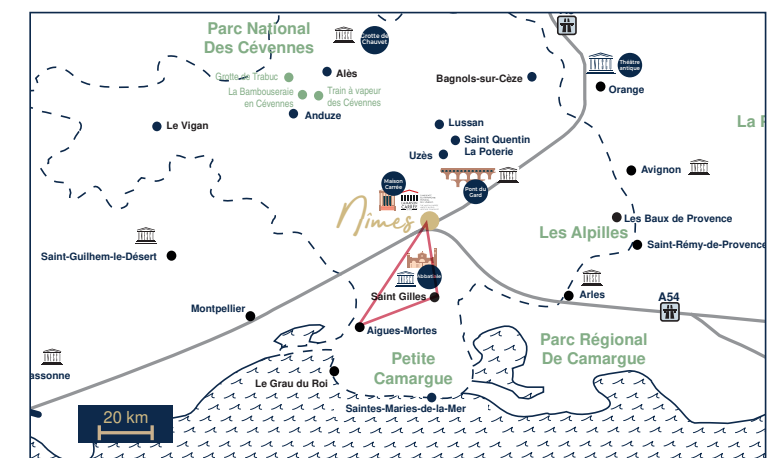 Parc National
Des Cévennes
Grotte de
Chauvet
Théâtre
antique
Orange
Grotte de Trabuc
Alès
Bagnols-sur-Cèze
La Bambouseraie
en Cévennes
Train à vapeur
des Cévennes
Anduze
Le Vigan
Lussan
Saint Quentin
La Poterie
Uzès
Avignon
Maison
Carrée
Pont du
Gard
Nîmes
Les Baux de Provence
Les Alpilles
Saint-Rémy-de-Provence
Saint-Guilhem-le-Désert
Abbatiale
Saint Gilles
Arles
A54
Montpellier
Aigues-Mortes
Parc Régional
De Camargue
Petite
Camargue
assonne
Le Grau du Roi
Saintes-Maries-de-la-Mer
20 km